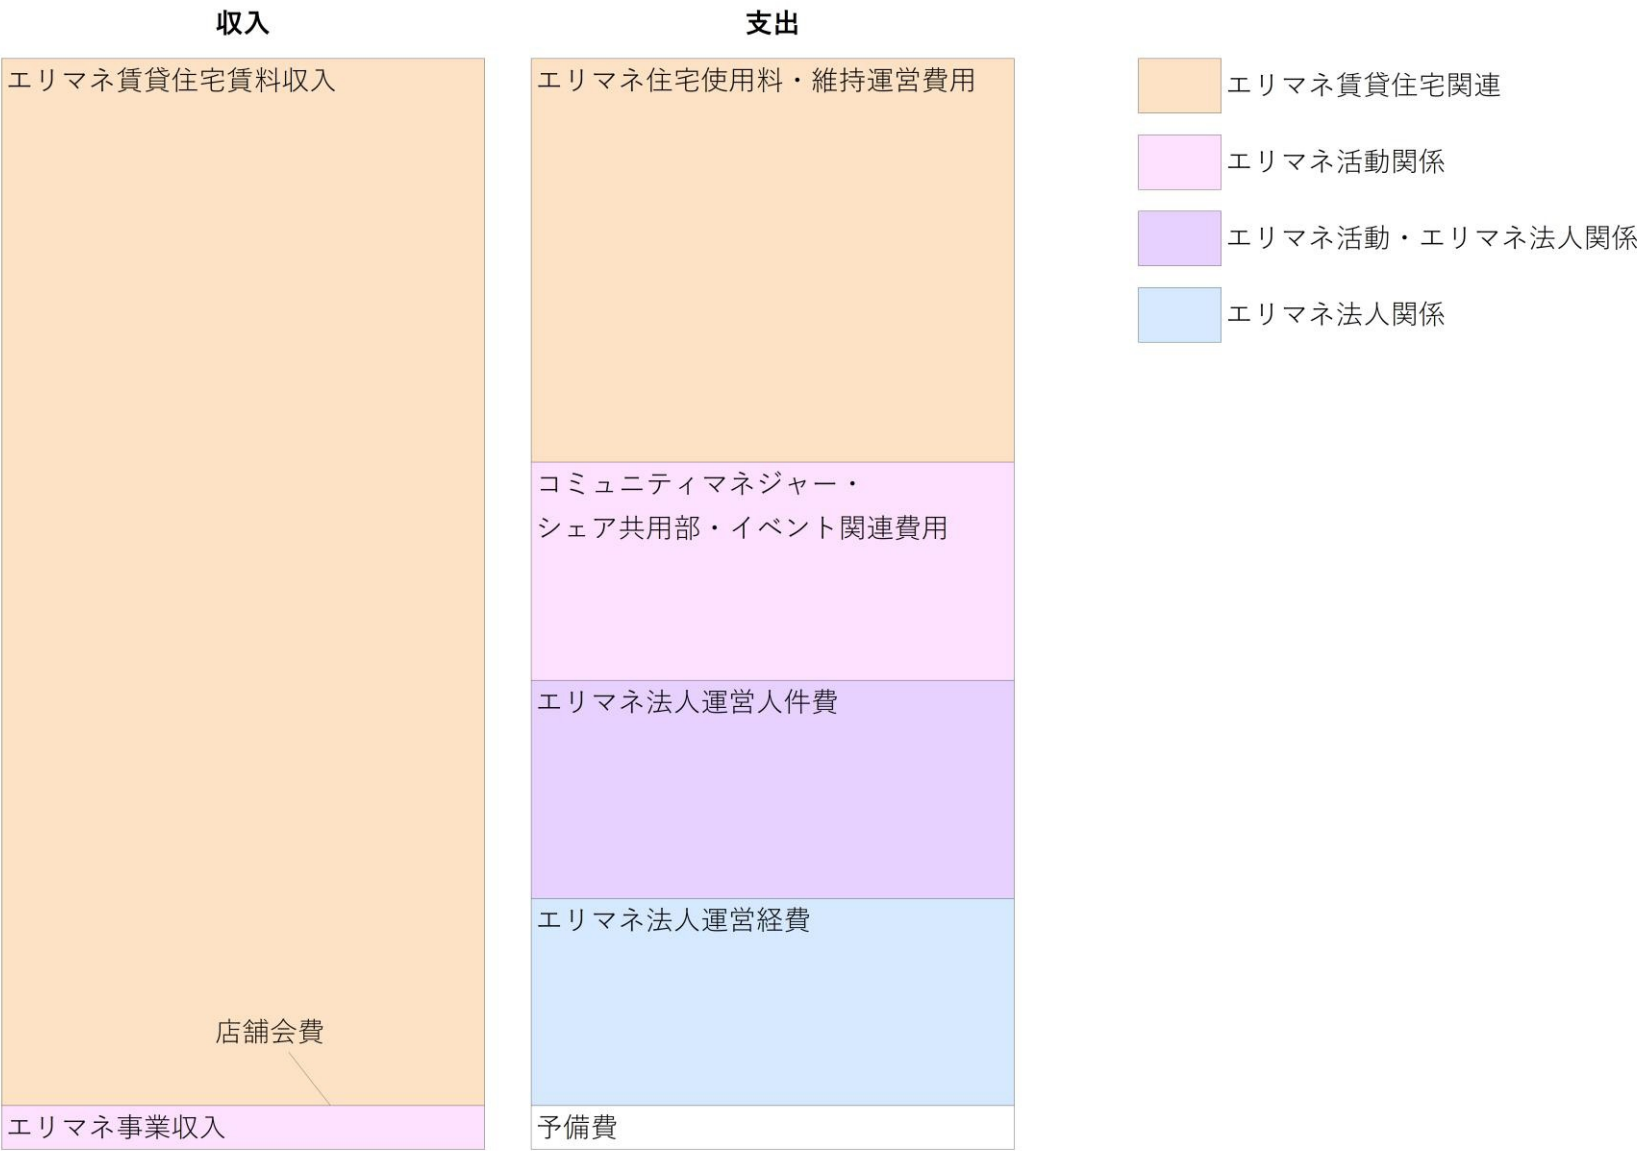 収入
エリマネ賃貸住宅賃料収入
店舗会費
エリマネ事業収入
支出
エリマネ住宅使用料・維持運営費用
コミュニティマネジャー・
シェア共用部・イベント関連費用
エリマネ法人運営人件費
エリマネ法人運営経費
予備費
エリマネ賃貸住宅関連
エリマネ活動関係
エリマネ活動・エリマネ法人関係
エリマネ法人関係